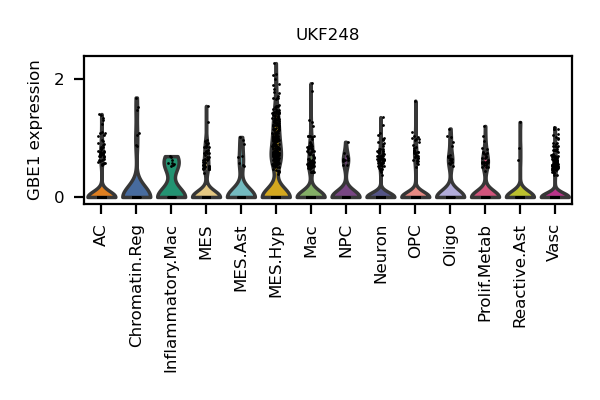 UKF248
GBE1 expression
2
0
AC
Chromatin.Reg
Inflammatory.Mac
MES
MES.Ast
MES.Hyp
Mac
NPC
Neuron
OPC
Oligo
Prolif.Metab
Reactive.Ast
Vasc